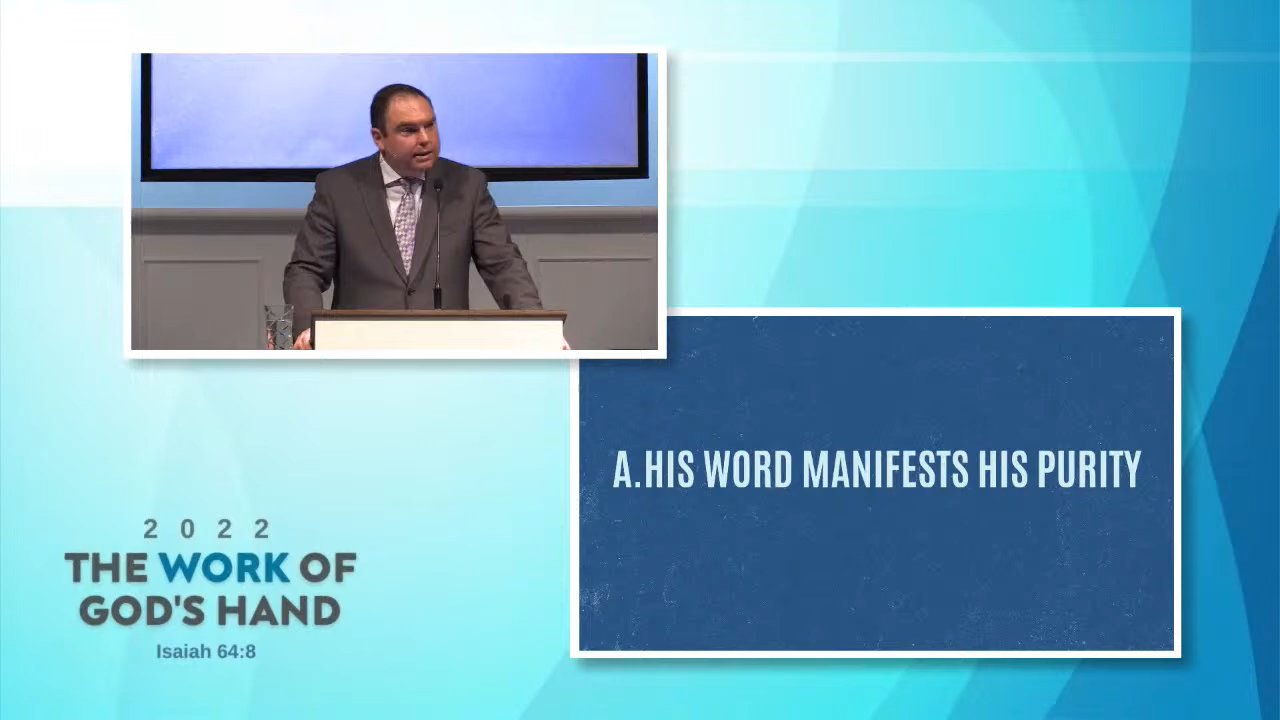 A.HIS WORD MANIFESTS HIS PURITY
2022
THE WORK OF
GOD'S HAND
Isaiah 64:8